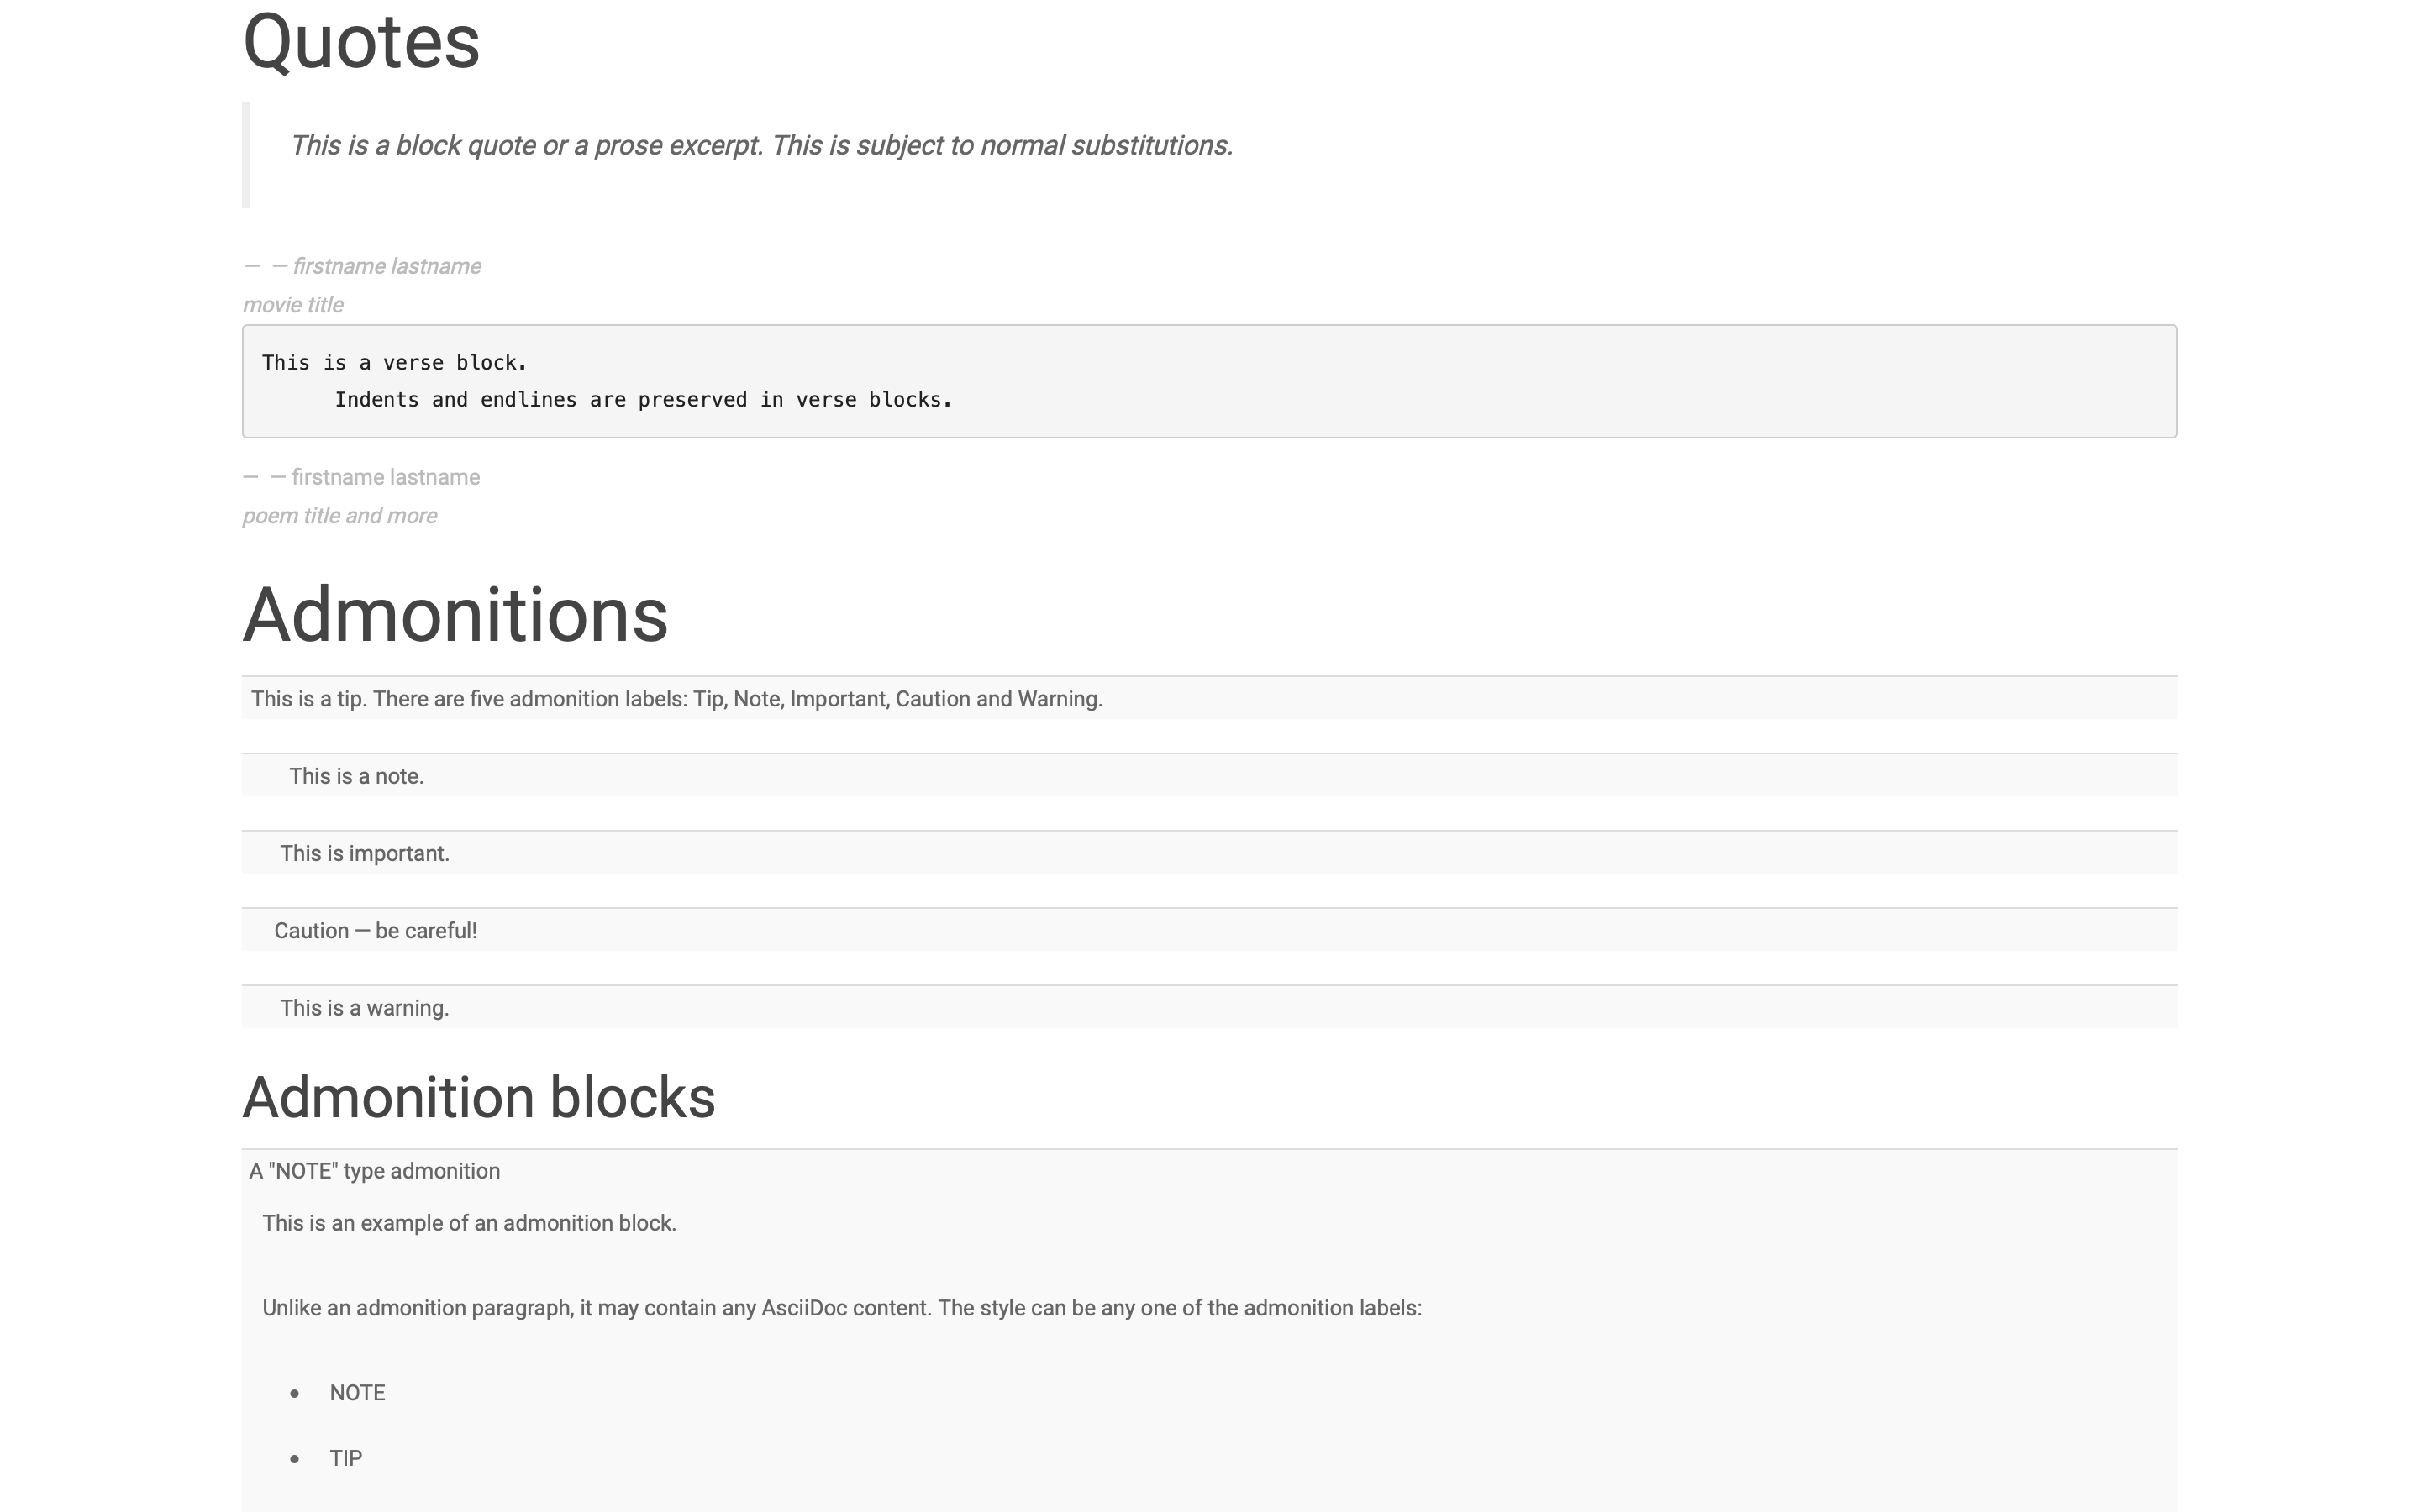 Quotes
This is a block quote or a prose excerpt. This is subject to normal substitutions.
— — firstname lastname
movie title
This is a verse block.
      Indents and endlines are preserved in verse blocks.
— — firstname lastname
poem title and more
Admonitions
This is a tip. There are five admonition labels: Tip, Note, Important, Caution and Warning.
This is a note.
This is important.
Caution — be careful!
This is a warning.
Admonition blocks
A "NOTE" type admonition
This is an example of an admonition block.
Unlike an admonition paragraph, it may contain any AsciiDoc content. The style can be any one of the admonition labels:
• NOTE
• TIP